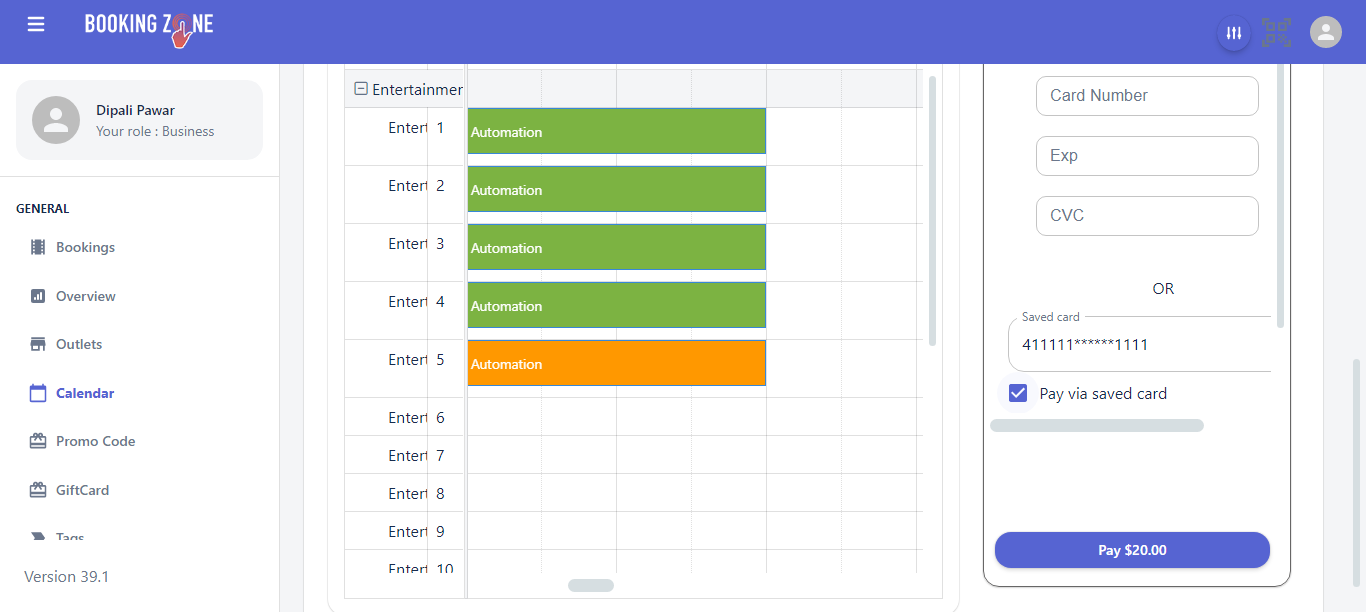 BOOKING ZONE
Dipali Pawar
Your role : Business
GENERAL
Bookings
Overview
Outlets
Calendar
Promo Code
GiftCard
Tags
Version 39.1
Entertainmer
Entert 1 Automation
Entert 2 Automation
Entert 3 Automation
Entert 4 Automation
Entert 5 Automation
Entert 6
Entert 7
Entert 8
Entert 9
Entert 10
Card Number
Exp
CVC
OR
Saved card
411111******1111
Pay via saved card
Pay $20.00